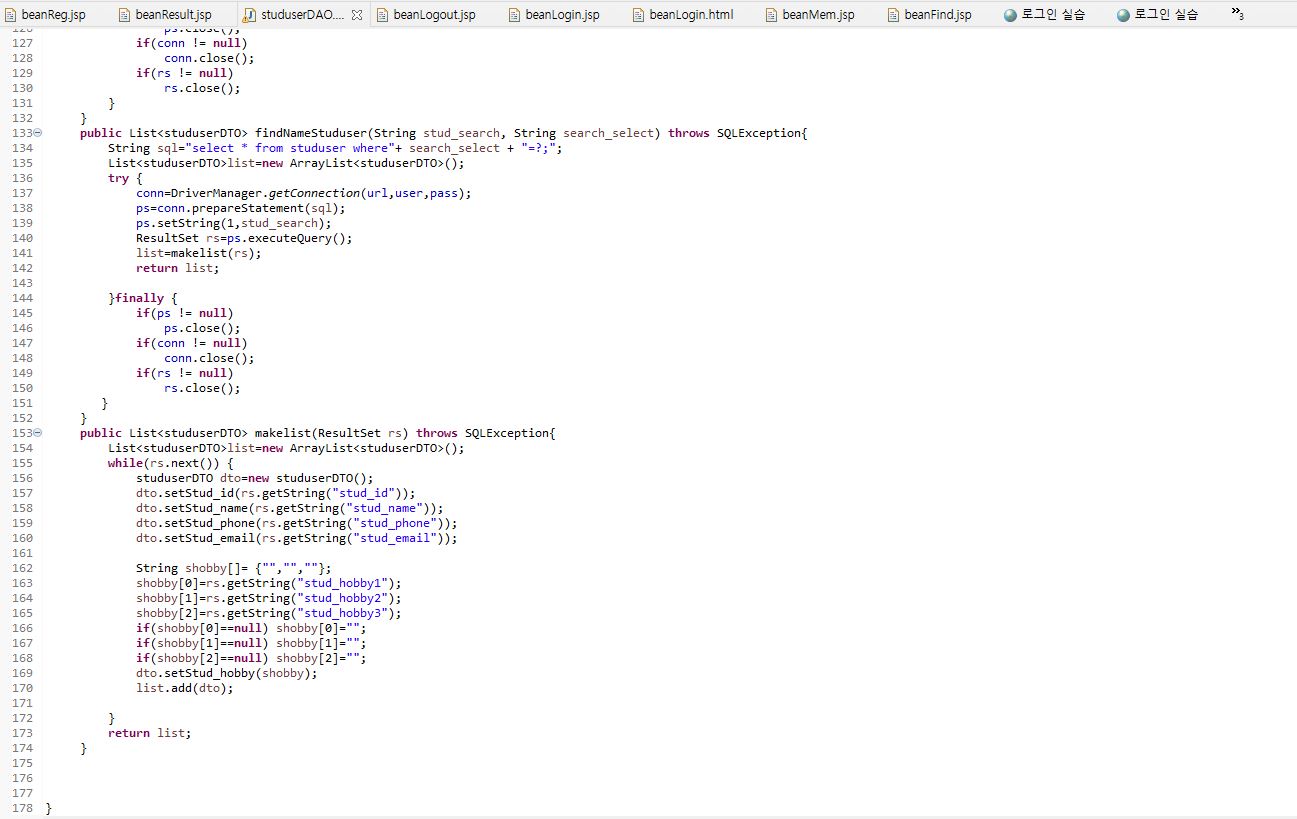 beanReg.jsp beanResult.jsp studuserDAO.... beanLogout.jsp beanLogin.jsp beanLogin.html beanMem.jsp beanFind.jsp 로그인 실습 로그인 실습 »3
126 ps.close();
127 if(conn != null)
128 conn.close();
129 if(rs != null)
130 rs.close();
131 }
132 }
133 public List<studuserDTO> findNameStuduser(String stud_search, String search_select) throws SQLException{
134 String sql="select * from studuser where"+ search_select + "=?;";
135 List<studuserDTO>list=new ArrayList<studuserDTO>();
136 try {
137 conn=DriverManager.getConnection(url,user,pass);
138 ps=conn.prepareStatement(sql);
139 ps.setString(1,stud_search);
140 ResultSet rs=ps.executeQuery();
141 list=makelist(rs);
142 return list;
143
144 }finally {
145 if(ps != null)
146 ps.close();
147 if(conn != null)
148 conn.close();
149 if(rs != null)
150 rs.close();
151 }
152 }
153 public List<studuserDTO> makelist(ResultSet rs) throws SQLException{
154 List<studuserDTO>list=new ArrayList<studuserDTO>();
155 while(rs.next()) {
156 studuserDTO dto=new studuserDTO();
157 dto.setStud_id(rs.getString("stud_id"));
158 dto.setStud_name(rs.getString("stud_name"));
159 dto.setStud_phone(rs.getString("stud_phone"));
160 dto.setStud_email(rs.getString("stud_email"));
161
162 String shobby[]= {"","",""};
163 shobby[0]=rs.getString("stud_hobby1");
164 shobby[1]=rs.getString("stud_hobby2");
165 shobby[2]=rs.getString("stud_hobby3");
166 if(shobby[0]==null) shobby[0]="";
167 if(shobby[1]==null) shobby[1]="";
168 if(shobby[2]==null) shobby[2]="";
169 dto.setStud_hobby(shobby);
170 list.add(dto);
171
172 }
173 return list;
174 }
175
176
177
178 }